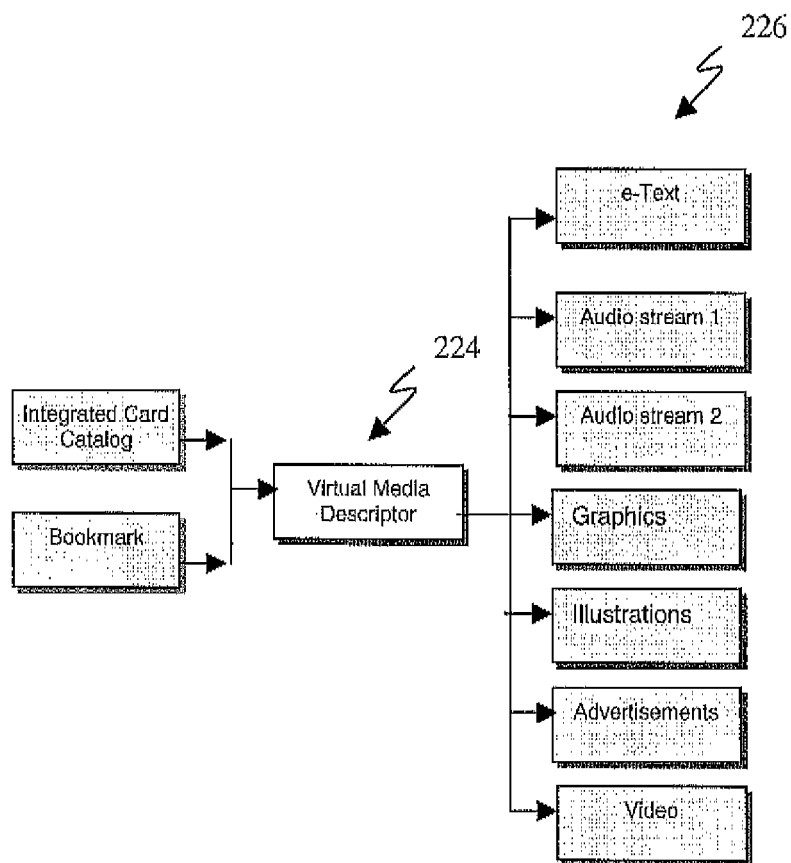 226
e-Text
Audio stream 1
224
Integrated Card
Catalog
Audio stream 2
Virtual Media
Descriptor
Bookmark
Graphics
Illustrations
Advertisements
Video